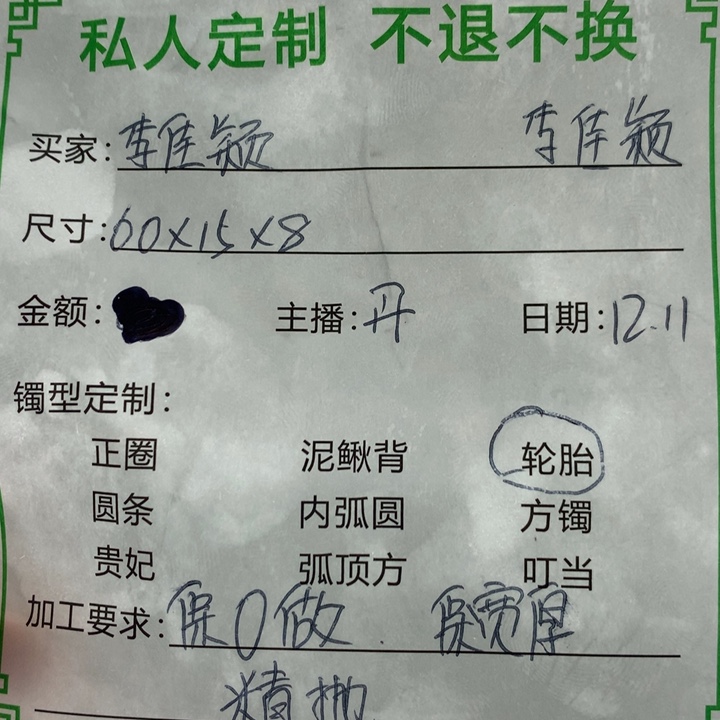 私人定制 不退不换
买家：李佳颖 李佳颖
尺寸：60×15×8
金额： 主播：丹 日期：12.11
镯型定制：
正圈 泥鳅背 轮胎
圆条 内弧圆 方镯
贵妃 弧顶方 叮当
加工要求：保0做 保宽厚
精抛